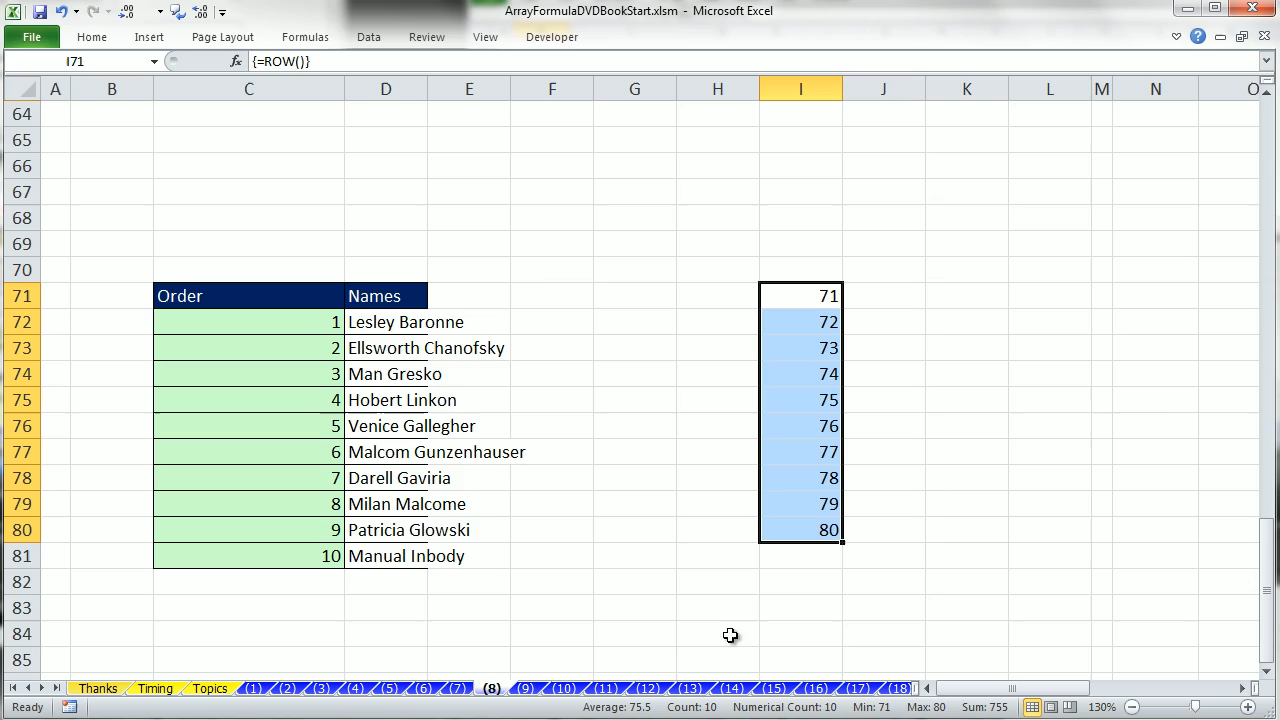 ArrayFormulaDVDBookStart.xlsm - Microsoft Excel
File Home Insert Page Layout Formulas Data Review View Developer
I71 fx {=ROW()}
A B C D E F G H I J K L M N O
64
65
66
67
68
69
70
71 Order Names 71
72 1 Lesley Baronne 72
73 2 Ellsworth Chanofsky 73
74 3 Man Gresko 74
75 4 Hobert Linkon 75
76 5 Venice Gallegher 76
77 6 Malcom Gunzenhauser 77
78 7 Darell Gaviria 78
79 8 Milan Malcome 79
80 9 Patricia Glowski 80
81 10 Manual Inbody
82
83
84
85
Thanks Timing Topics (1) (2) (3) (4) (5) (6) (7) (8) (9) (10) (11) (12) (13) (14) (15) (16) (17) (18
Ready Average: 75.5 Count: 10 Numerical Count: 10 Min: 71 Max: 80 Sum: 755 130%